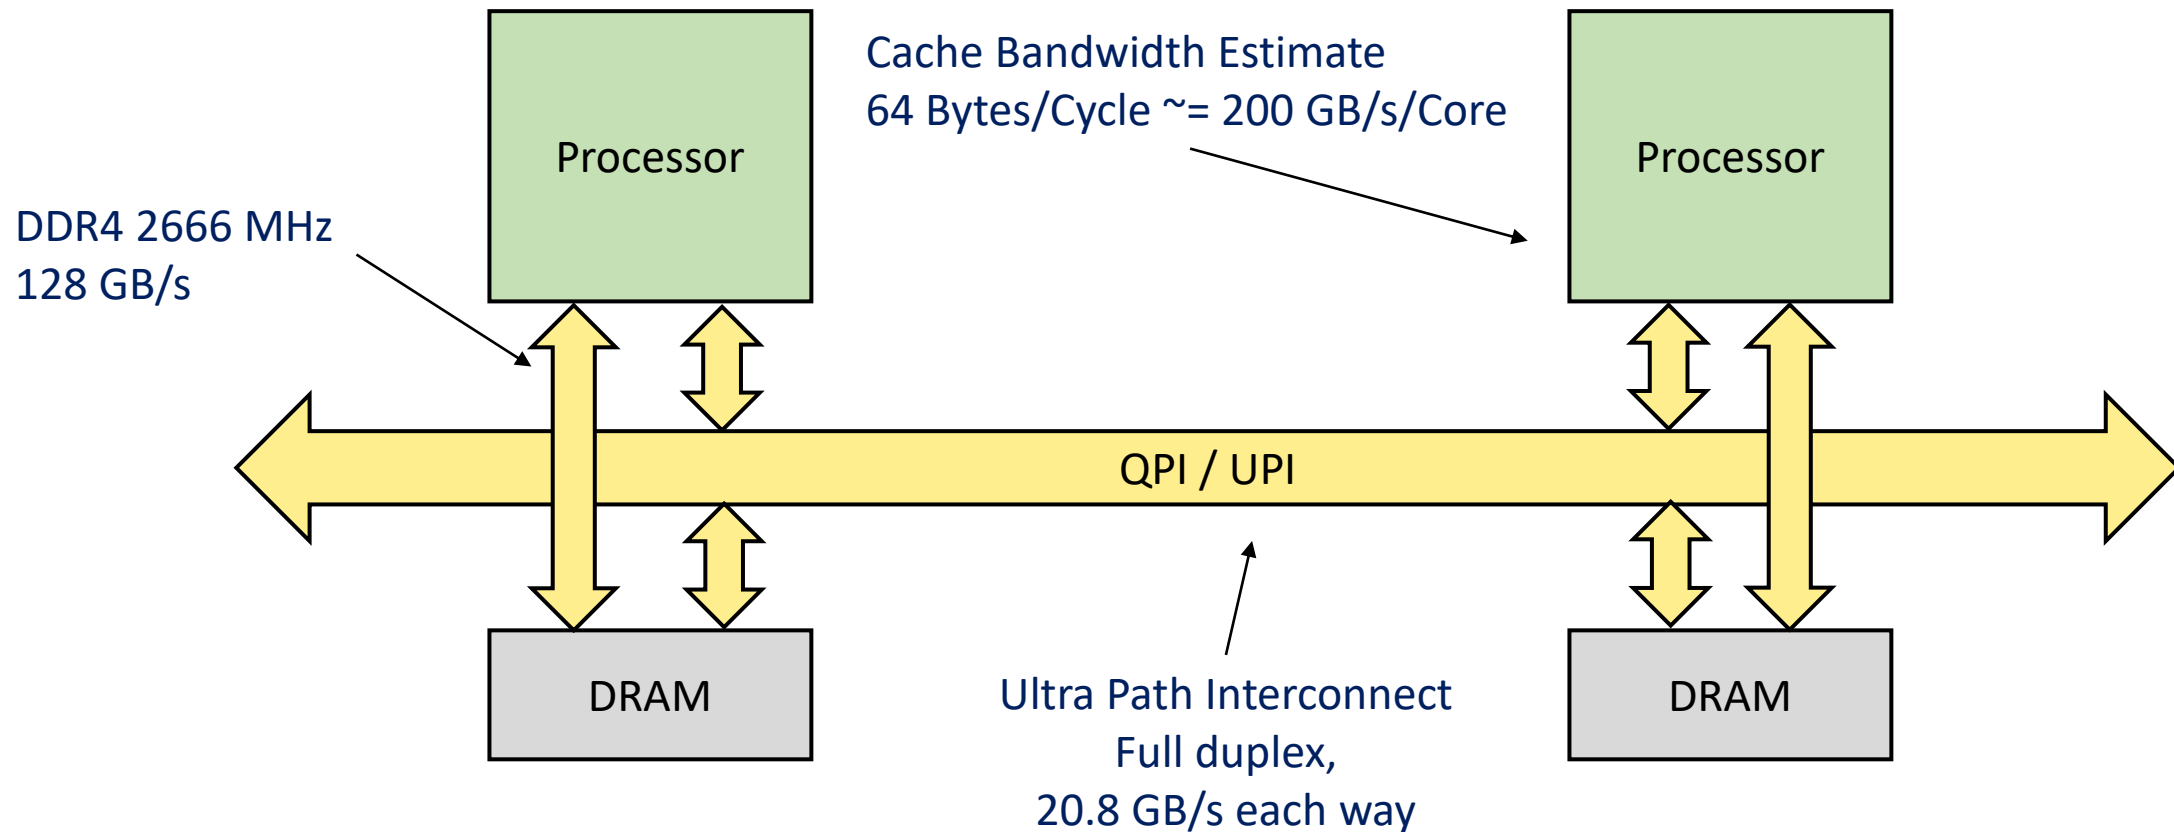 Processor
Cache Bandwidth Estimate
64 Bytes/Cycle ~= 200 GB/s/Core
Processor
DDR4 2666 MHz
128 GB/s
QPI / UPI
DRAM
Ultra Path Interconnect
Full duplex,
20.8 GB/s each way
DRAM